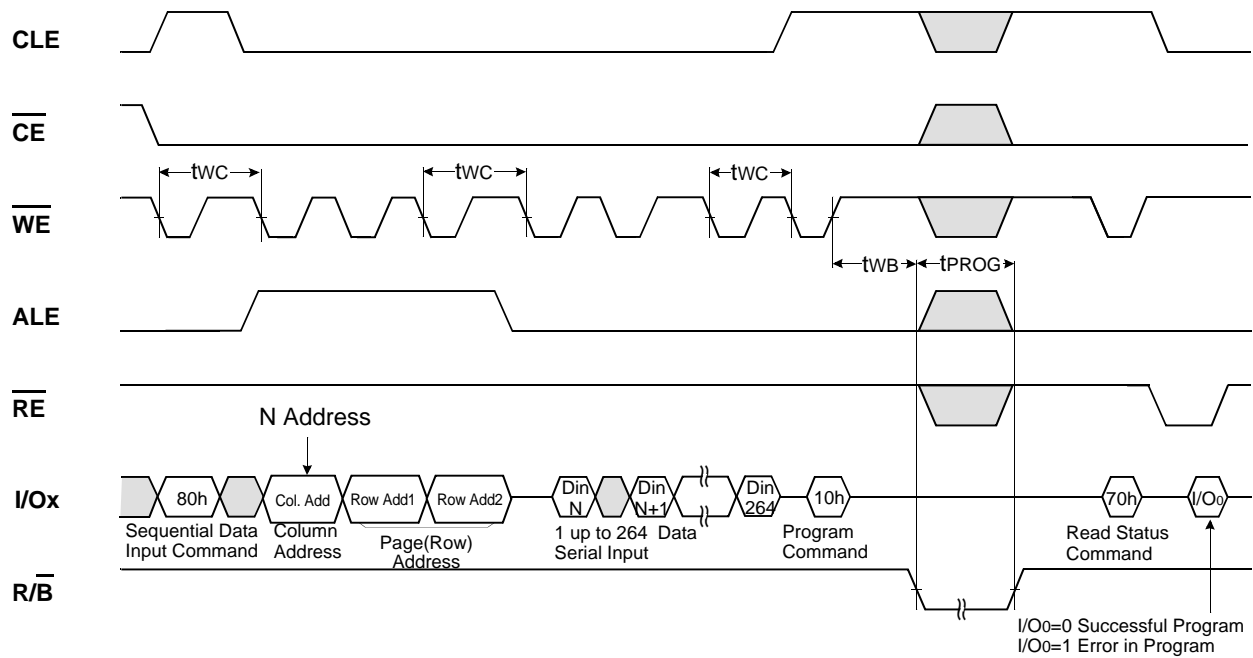 CLE
CE
tWC
tWC
tWC
WE
tWB
tPROG
ALE
RE
N Address
I/Ox
80h
Col. Add
Row Add1
Row Add2
Din
N
Din
N+1
Din
264
10h
70h
I/O0
Sequential Data
Input Command
Column
Address
Page(Row)
Address
1 up to 264 Data
Serial Input
Program
Command
Read Status
Command
R/B
I/O0=0 Successful Program
I/O0=1 Error in Program